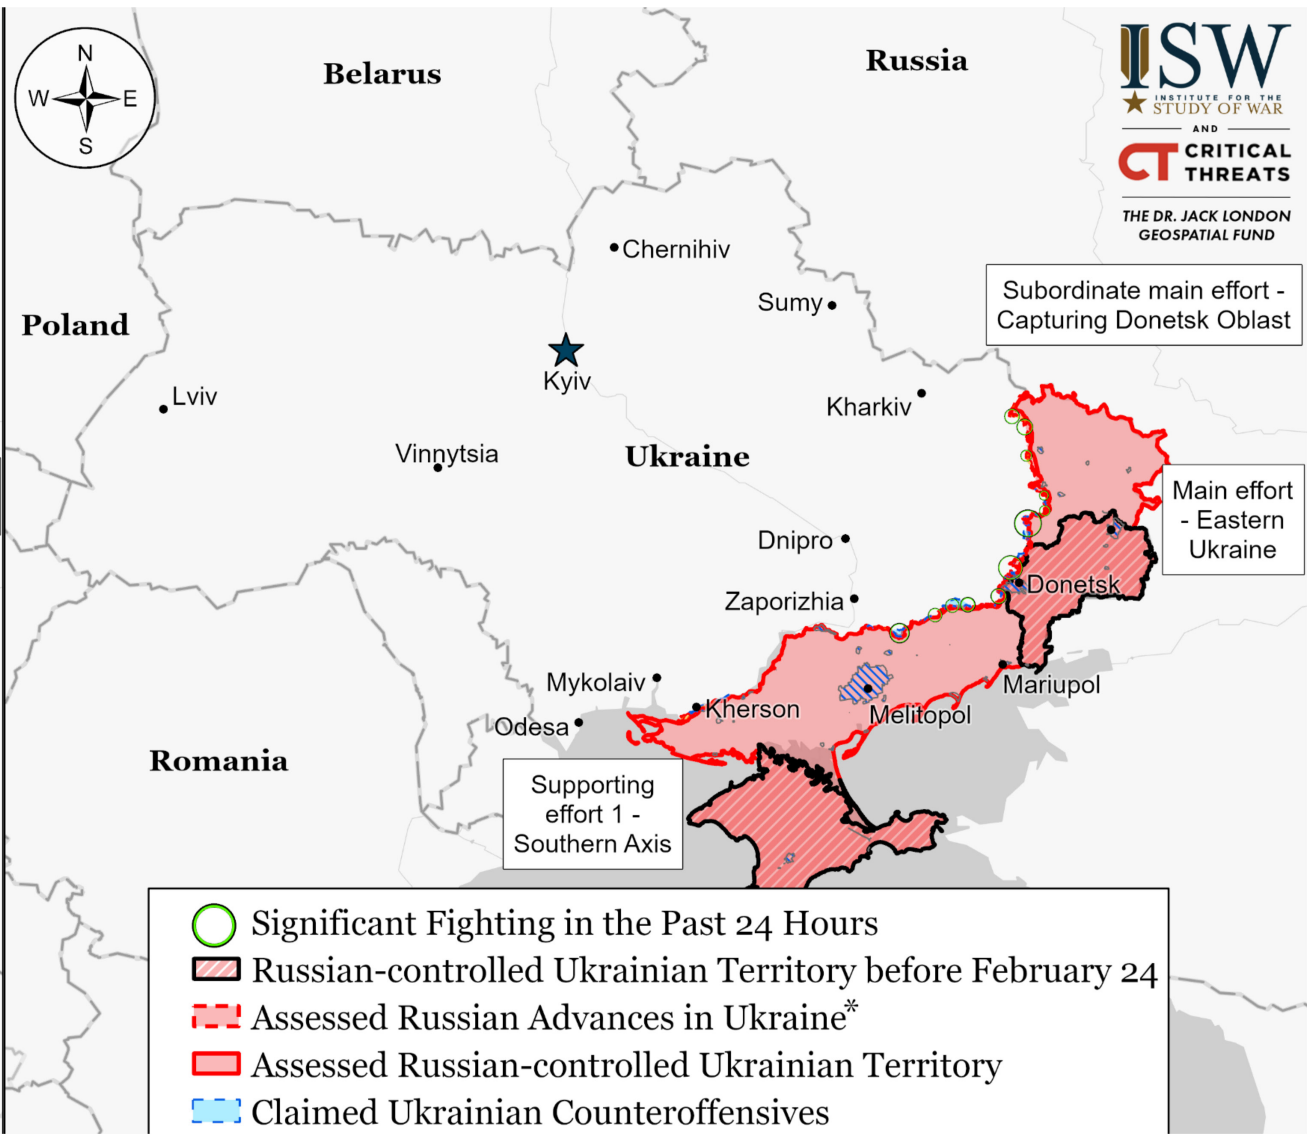 N
W E
S
Belarus
Russia
ISW
INSTITUTE FOR THE
STUDY OF WAR
AND
CT CRITICAL
THREATS
THE DR. JACK LONDON
GEOSPATIAL FUND
Chernihiv
Subordinate main effort -
Capturing Donetsk Oblast
Sumy
Poland
Kyiv
Lviv
Kharkiv
Vinnytsia
Ukraine
Main effort
- Eastern
Ukraine
Dnipro
Donetsk
Zaporizhia
Mykolaiv
Mariupol
Kherson
Melitopol
Odesa
Romania
Supporting
effort 1 -
Southern Axis
Significant Fighting in the Past 24 Hours
Russian-controlled Ukrainian Territory before February 24
Assessed Russian Advances in Ukraine*
Assessed Russian-controlled Ukrainian Territory
Claimed Ukrainian Counteroffensives